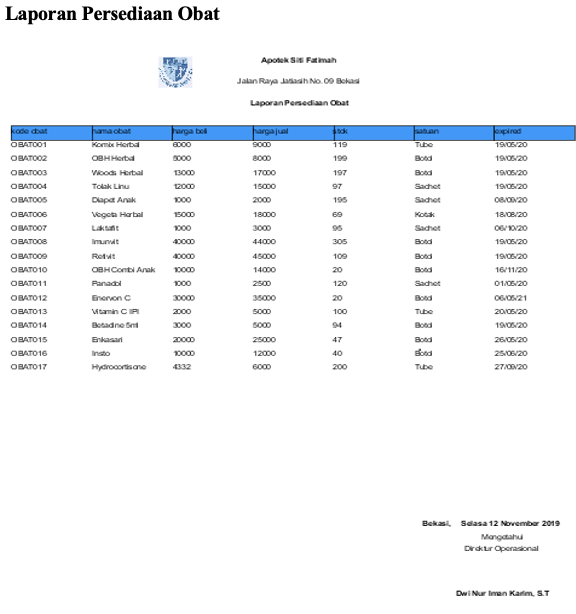 Laporan Persediaan Obat
Apotek Siti Fatimah
Jalan Raya Jatiasih No. 09 Bekasi
Laporan Persediaan Obat
kode obat nama obat harga beli harga jual stok satuan expired
OBAT001 Komix Herbal 6000 9000 119 Tube 19/05/20
OBAT002 OBH Herbal 5000 8000 199 Botol 19/05/20
OBAT003 Woods Herbal 13000 17000 197 Botol 19/05/20
OBAT004 Tolak Linu 12000 15000 97 Sachet 19/05/20
OBAT005 Diapet Anak 1000 2000 195 Sachet 08/09/20
OBAT006 Vegeta Herbal 15000 18000 69 Kotak 18/08/20
OBAT007 Laktafit 1000 3000 95 Sachet 06/10/20
OBAT008 Imunvit 40000 44000 305 Botol 19/05/20
OBAT009 Retivit 40000 45000 109 Botol 19/05/20
OBAT010 OBH Combi Anak 10000 14000 20 Botol 16/11/20
OBAT011 Panadol 1000 2500 120 Sachet 01/05/20
OBAT012 Enervon C 30000 35000 20 Botol 06/05/21
OBAT013 Vitamin C IPI 2000 5000 100 Tube 20/05/20
OBAT014 Betadine 5ml 3000 5000 94 Botol 19/05/20
OBAT015 Enkasari 20000 25000 47 Botol 26/05/20
OBAT016 Insto 10000 12000 40 Botol 25/06/20
OBAT017 Hydrocortisone 4332 6000 200 Tube 27/09/20
Bekasi, Selasa 12 November 2019
Mengetahui
Direktur Operasional
Dwi Nur Iman Karim, S.T